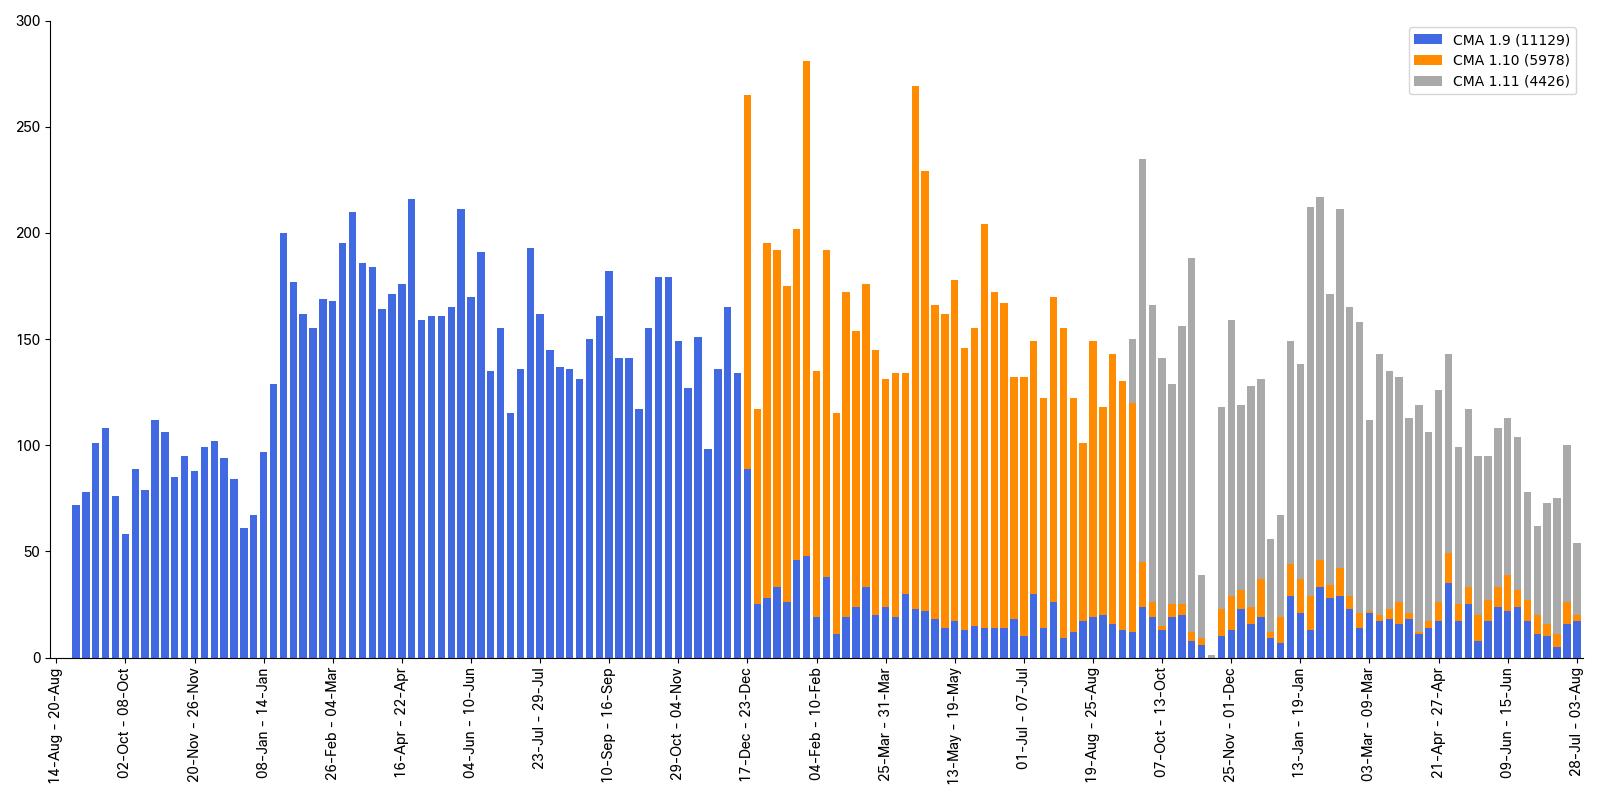 300
250
200
150
100
50
0
CMA 1.9 (11129)
CMA 1.10 (5978)
CMA 1.11 (4426)
14-Aug - 20-Aug
02-Oct - 08-Oct
20-Nov - 26-Nov
08-Jan - 14-Jan
26-Feb - 04-Mar
16-Apr - 22-Apr
04-Jun - 10-Jun
23-Jul - 29-Jul
10-Sep - 16-Sep
29-Oct - 04-Nov
17-Dec - 23-Dec
04-Feb - 10-Feb
25-Mar - 31-Mar
13-May - 19-May
01-Jul - 07-Jul
19-Aug - 25-Aug
07-Oct - 13-Oct
25-Nov - 01-Dec
13-Jan - 19-Jan
03-Mar - 09-Mar
21-Apr - 27-Apr
09-Jun - 15-Jun
28-Jul - 03-Aug